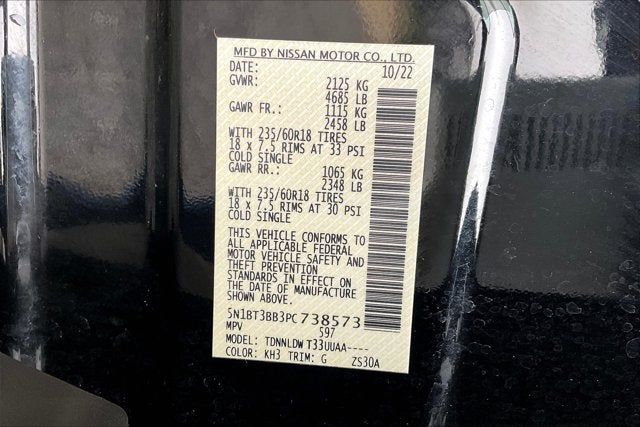 MFD BY NISSAN MOTOR CO., LTD.
DATE: 10/22
GVWR: 2125 KG
4685 LB
GAWR FR.: 1115 KG
2458 LB
WITH 235/60R18 TIRES
18 x 7.5 RIMS AT 33 PSI
COLD SINGLE
GAWR RR.: 1065 KG
2348 LB
WITH 235/60R18 TIRES
18 x 7.5 RIMS AT 30 PSI
COLD SINGLE
THIS VEHICLE CONFORMS TO
ALL APPLICABLE FEDERAL
MOTOR VEHICLE SAFETY AND
THEFT PREVENTION
STANDARDS IN EFFECT ON
THE DATE OF MANUFACTURE
SHOWN ABOVE.
5N1BT3BB3PC738573
MPV 597
MODEL: TDNNLDW T33UUAA----
COLOR: KH3 TRIM: G ZS30A